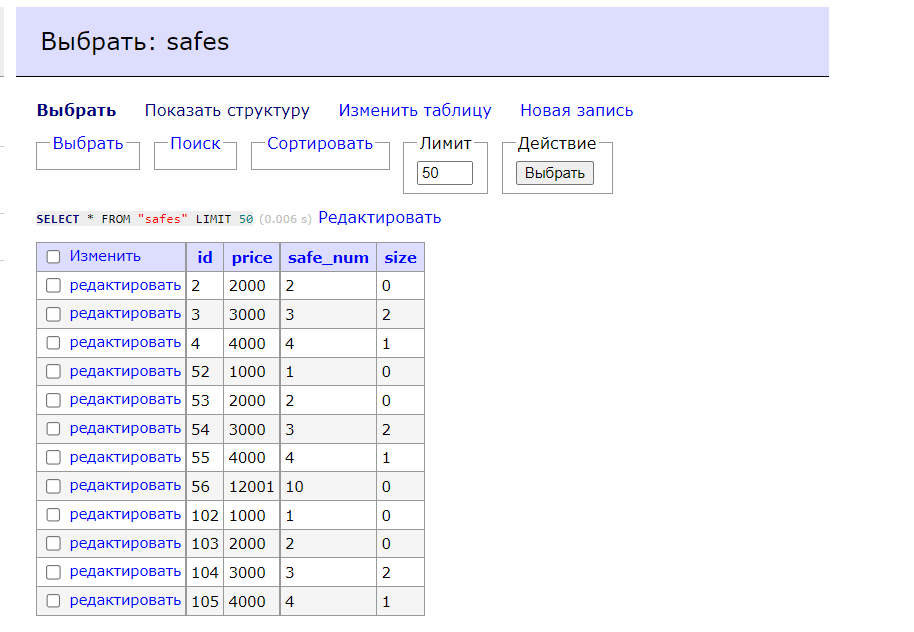 Выбрать: safes
Выбрать Показать структуру Изменить таблицу Новая запись
Выбрать Поиск Сортировать Лимит Действие
50 Выбрать
SELECT * FROM "safes" LIMIT 50 (0.006 s) Редактировать
Изменить id price safe_num size
редактировать 2 2000 2 0
редактировать 3 3000 3 2
редактировать 4 4000 4 1
редактировать 52 1000 1 0
редактировать 53 2000 2 0
редактировать 54 3000 3 2
редактировать 55 4000 4 1
редактировать 56 12001 10 0
редактировать 102 1000 1 0
редактировать 103 2000 2 0
редактировать 104 3000 3 2
редактировать 105 4000 4 1